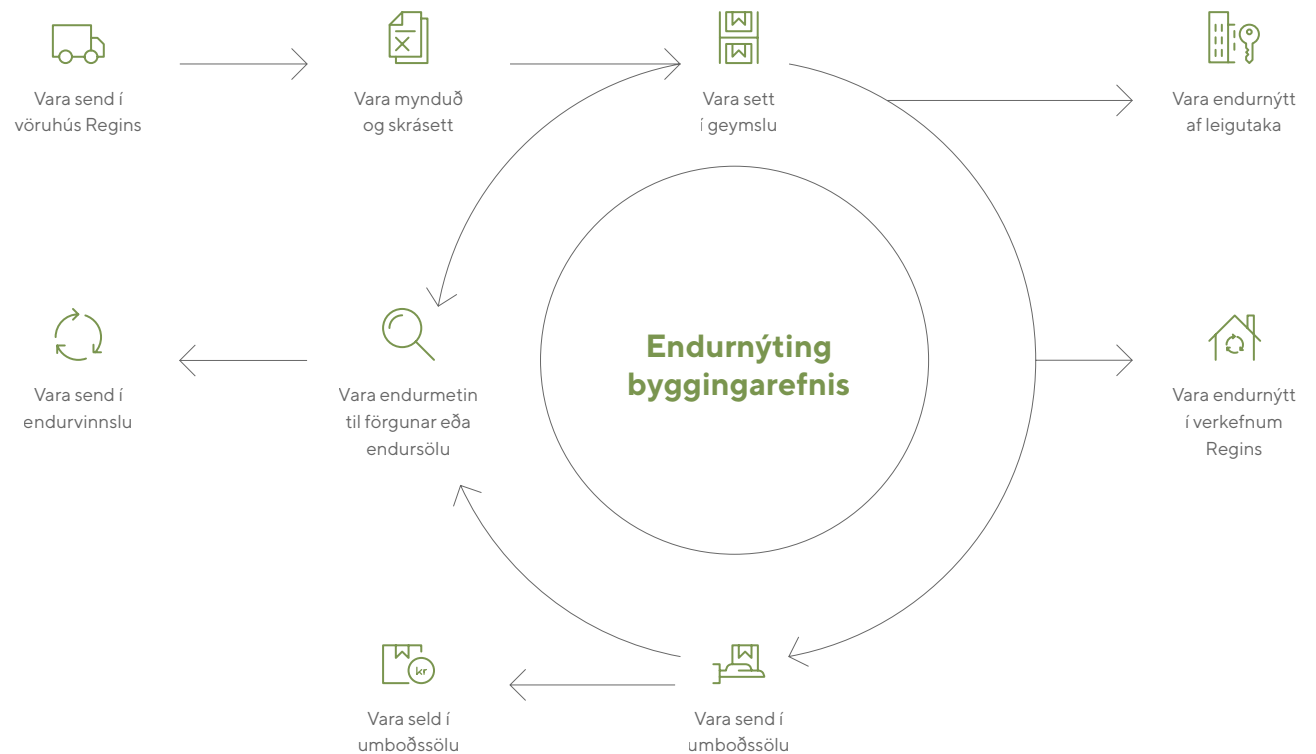 Vara send í
vöruhús Regins
Vara mynduð
og skrásett
Vara sett
í geymslu
Vara endurnýtt
af leigutaka
Vara send í
endurvinnslu
Vara endurmetin
til förgunar eða
endursölu
Endurnýting
byggingarefnis
Vara endurnýtt
í verkefnum
Regins
kr
Vara seld í
umboðssölu
Vara send í
umboðssölu